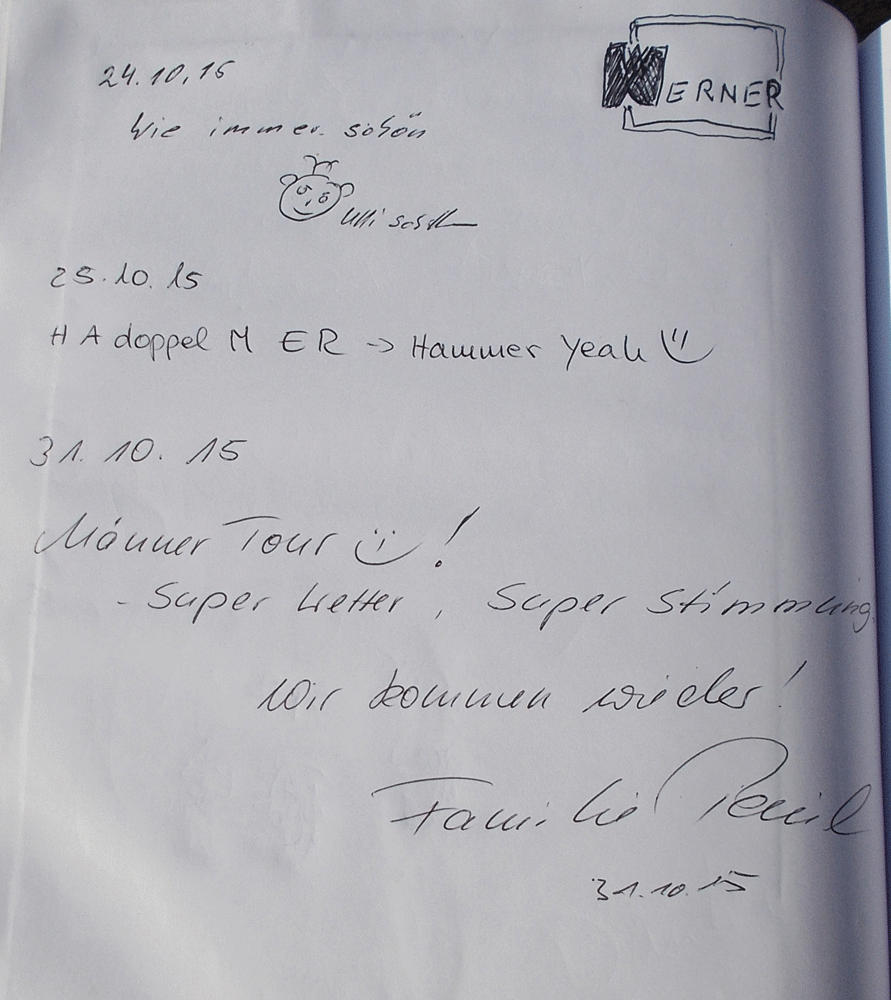 24.10.15
WERNER
Wie immer schön
Ulli
25.10.15
H A doppel M ER -> Hammer Yeah
31.10.15
Männer Tour !
- Super Wetter, Super Stimmung.
Wir kommen wieder!
Familie
31.10.15